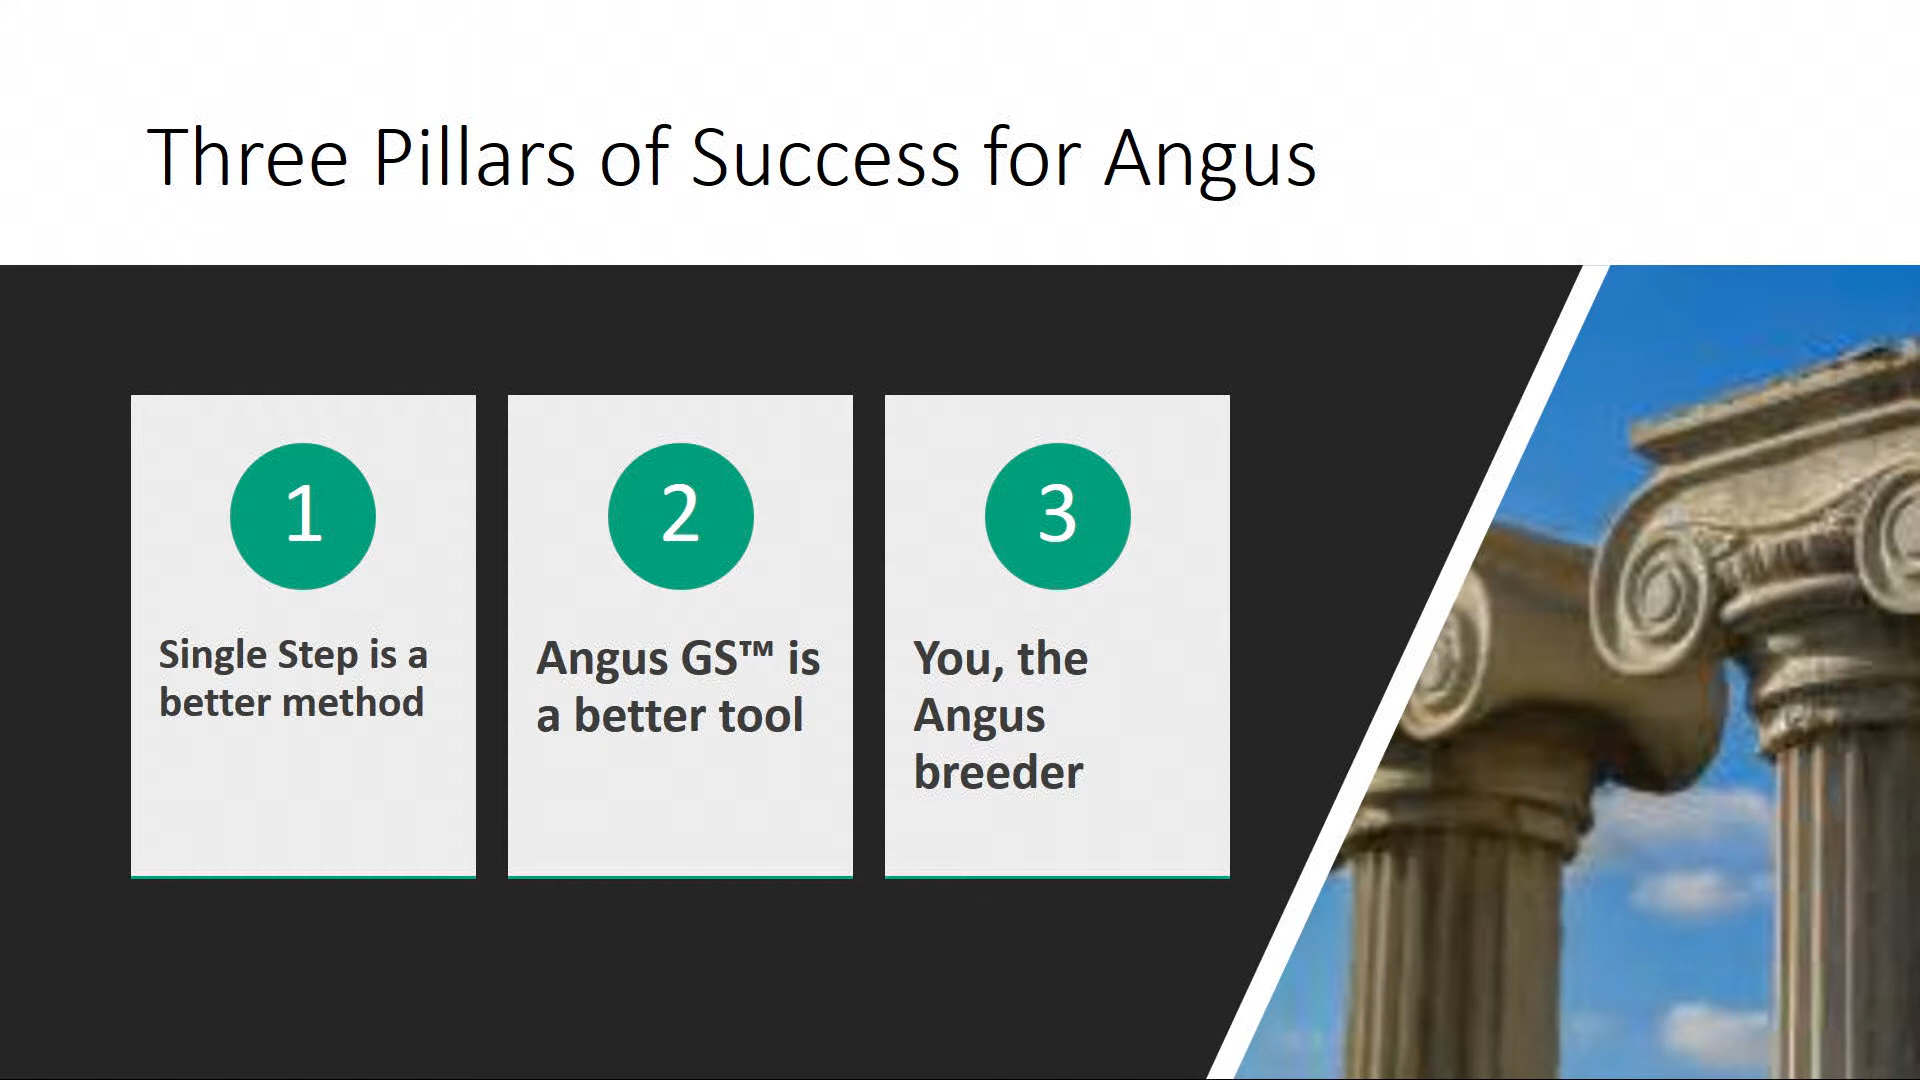 Three Pillars of Success for Angus
1
Single Step is a
better method
2
Angus GS™ is
a better tool
3
You, the
Angus
breeder